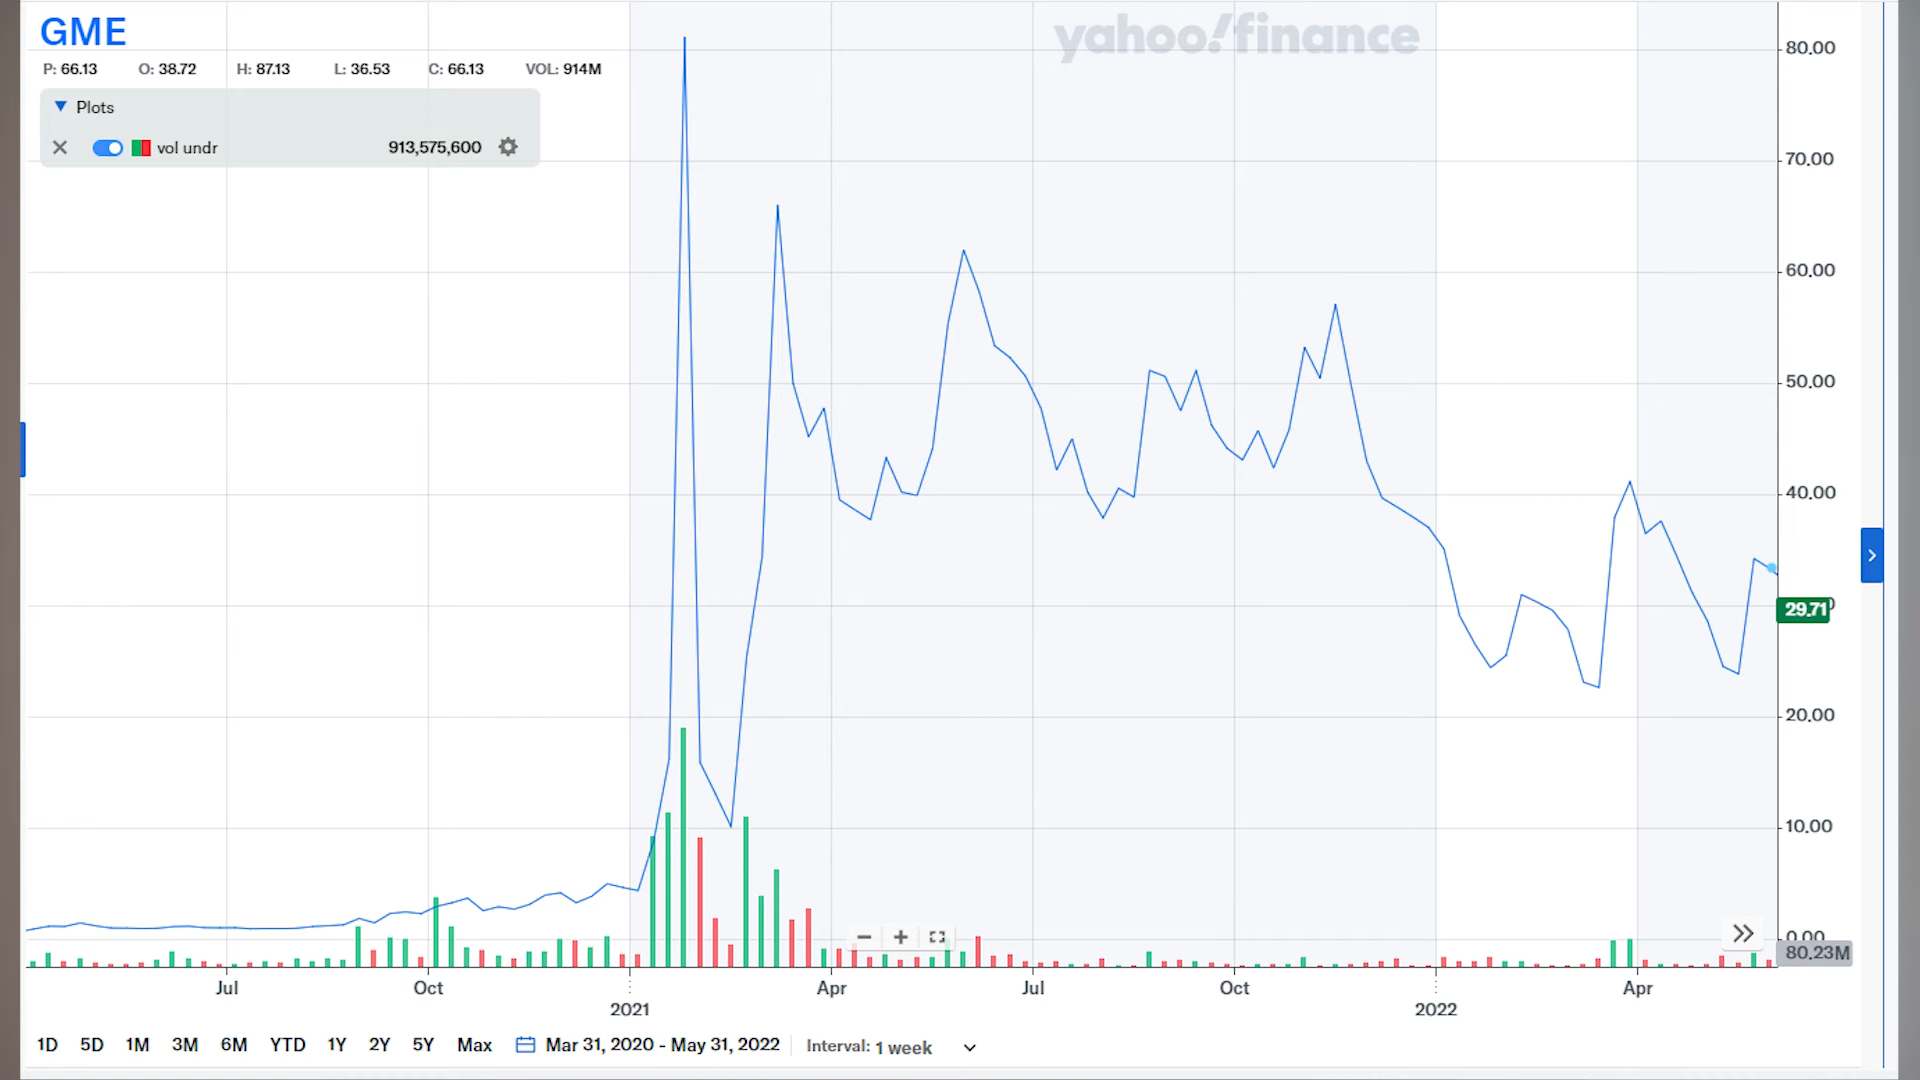 GME
yahoo!finance
P: 66.13 O: 38.72 H: 87.13 L: 36.53 C: 66.13 VOL: 914M
Plots
vol undr 913,575,600
80.00
70.00
60.00
50.00
40.00
29.71
20.00
10.00
0.00
80.23M
Jul Oct Apr Jul Oct Apr
2021 2022
1D 5D 1M 3M 6M YTD 1Y 2Y 5Y Max Mar 31, 2020 - May 31, 2022 Interval: 1 week